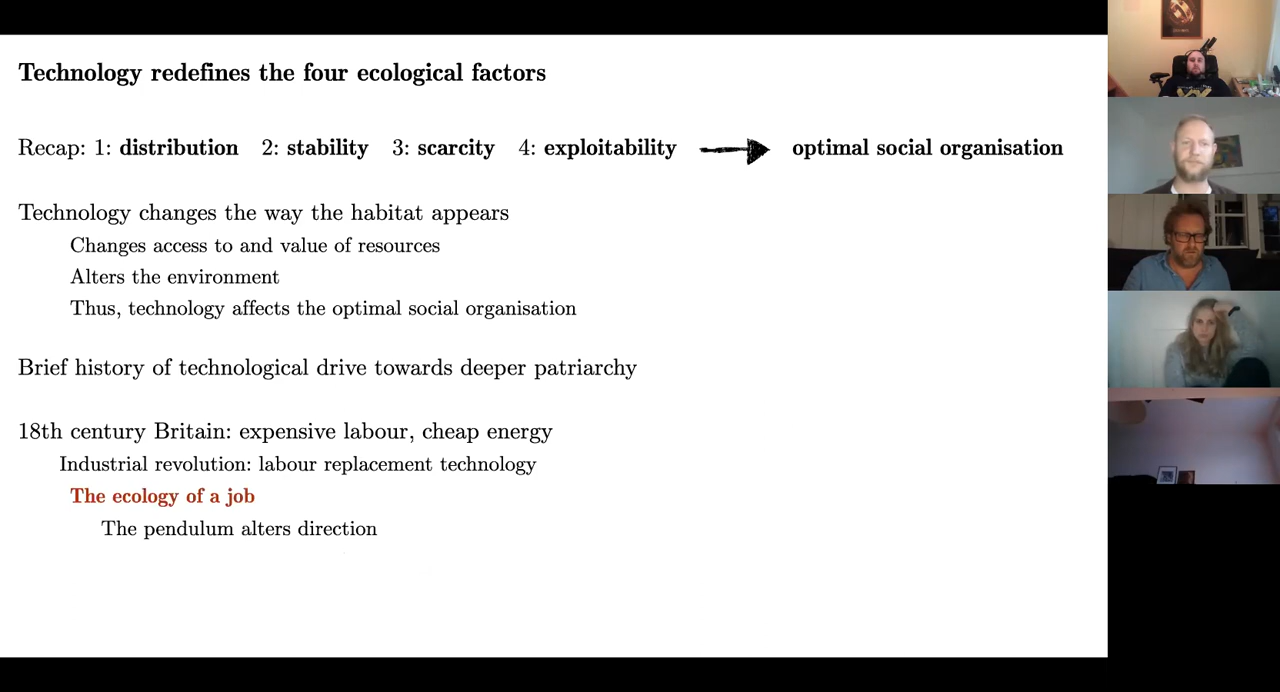 Technology redefines the four ecological factors
Recap: 1: distribution 2: stability 3: scarcity 4: exploitability optimal social organisation
Technology changes the way the habitat appears
Changes access to and value of resources
Alters the environment
Thus, technology affects the optimal social organisation
Brief history of technological drive towards deeper patriarchy
18th century Britain: expensive labour, cheap energy
Industrial revolution: labour replacement technology
The ecology of a job
The pendulum alters direction